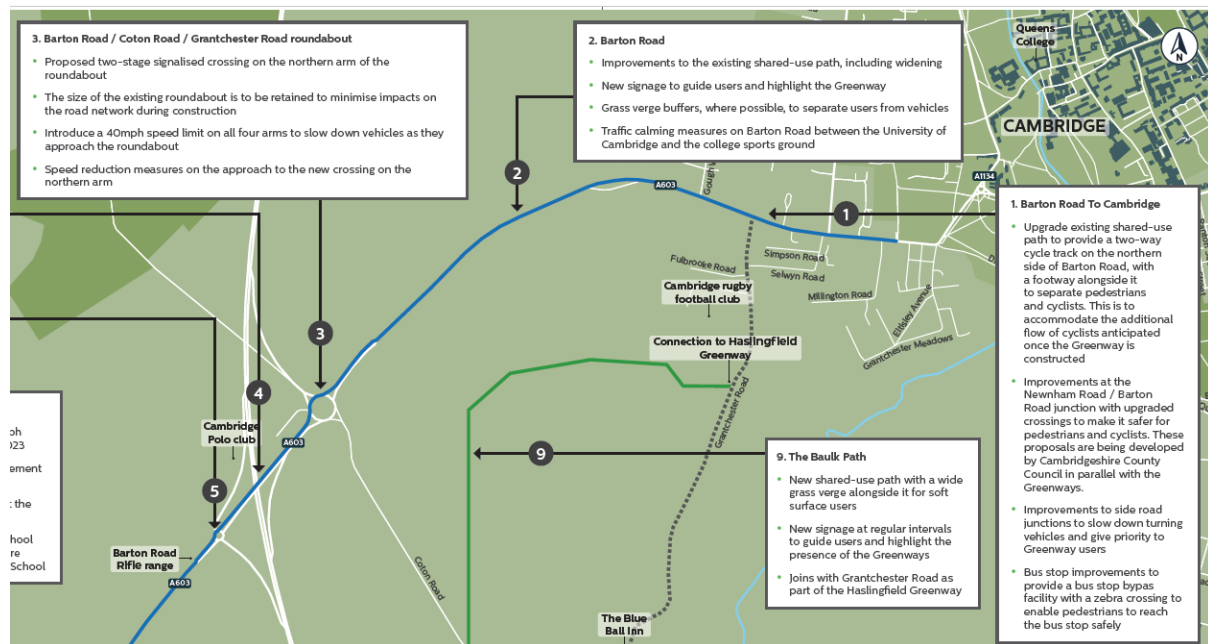 3. Barton Road / Coton Road / Grantchester Road roundabout
• Proposed two-stage signalised crossing on the northern arm of the
roundabout
• The size of the existing roundabout is to be retained to minimise impacts on
the road network during construction
• Introduce a 40mph speed limit on all four arms to slow down vehicles as they
approach the roundabout
• Speed reduction measures on the approach to the new crossing on the
northern arm
2. Barton Road
• Improvements to the existing shared-use path, including widening
• New signage to guide users and highlight the Greenway
• Grass verge buffers, where possible, to separate users from vehicles
• Traffic calming measures on Barton Road between the University of
Cambridge and the college sports ground
Queens
College
N
CAMBRIDGE
A1134
2
A603
1
1. Barton Road To Cambridge
• Upgrade existing shared-use
path to provide a two-way
cycle track on the northern
side of Barton Road, with
a footway alongside it
to separate pedestrians
and cyclists. This is to
accommodate the additional
flow of cyclists anticipated
once the Greenway is
constructed
• Improvements at the
Newnham Road / Barton
Road junction with upgraded
crossings to make it safer for
pedestrians and cyclists. These
proposals are being developed
by Cambridgeshire County
Council in parallel with the
Greenways.
• Improvements to side road
junctions to slow down turning
vehicles and give priority to
Greenway users
• Bus stop improvements to
provide a bus stop bypass
facility with a zebra crossing to
enable pedestrians to reach
the bus stop safely
Simpson Road
Fulbrooke Road
Selwyn Road
Millington Road
Eltisley Avenue
Grantchester Meadows
Cambridge rugby
football club
Connection to Haslingfield
Greenway
Grantchester Road
3
4
Cambridge
Polo club
A603
5
9
9. The Baulk Path
• New shared-use path with a wide
grass verge alongside it for soft
surface users
• New signage at regular intervals
to guide users and highlight the
presence of the Greenways
• Joins with Grantchester Road as
part of the Haslingfield Greenway
ph
023
ement
t the
chool
re
School
Barton Road
Rifle range
A603
Coton Road
The Blue
Ball Inn